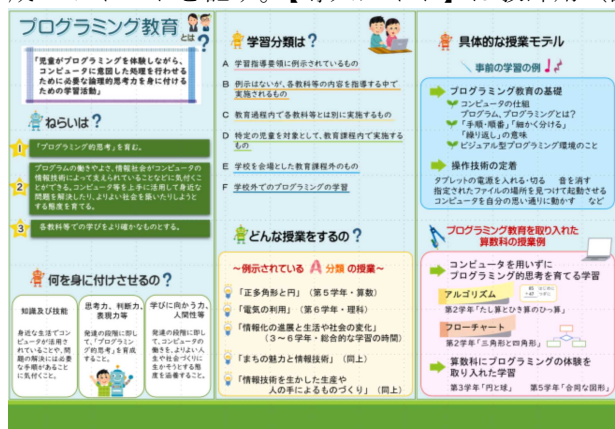 プログラミング教育
とは?
「児童がプログラミングを体験しながら、
コンピュータに意図した処理を行わせる
ために必要な論理的思考力を身に付ける
ための学習活動」
ねらいは?
1
「プログラミング的思考」を育む。
2
プログラムの働きやよさ、情報社会がコンピュータの
情報技術によって支えられていることなどに気付くこ
とができる。コンピュータ等を上手に活用して身近な
問題を解決したり、よりよい社会を築いたりしようと
する態度を育てる。
3
各教科等での学びをより確かなものとする。
何を身に付けさせるの?
知識及び技能
身近な生活でコン
ピュータが活用さ
れていることや、問
題の解決には必要
な手順があること
に気付くこと。
思考力、判断力、
表現力等
発達の段階に即し
て、「プログラミン
グ的思考」を育成
すること。
学びに向かう力、
人間性等
発達の段階に即し
て、コンピュータの
働きを、よりよい人
生や社会づくりに
生かそうとする態
度を涵養すること。
学習分類は?
A 学習指導要領に例示されているもの
B 例示はないが、各教科等の内容を指導する中で
実施されるもの
C 教育課程内で各教科等とは別に実施するもの
D 特定の児童を対象として、教育課程内で実施するも
の
E 学校を会場とした教育課程外のもの
F 学校外でのプログラミングの学習
どんな授業をするの?
~例示されている A 分類 の授業~
「正多角形と円」(第5学年・算数)
「電気の利用」(第6学年・理科)
「情報化の進展と生活や社会の変化」
(3~6学年・総合的な学習の時間)
「まちの魅力と情報技術」(同上)
「情報技術を生かした生産や
人の手によるものづくり」(同上)
具体的な授業モデル
事前の学習の例
プログラミング教育の基礎
コンピュータの仕組
プログラム、プログラミングとは?
「手順・順番」「細かく分ける」
「繰り返し」の意味
ビジュアル型プログラミング環境のこと
操作技術の定着
タブレットの電源を入れる・切る 音を消す
指定されたファイルの場所を見つけて起動させる
コンピュータを自分の思い通りに動かす など
プログラミング教育を取り入れた
算数科の授業例
コンピュータを用いずに
プログラミング的思考を育てる学習
アルゴリズム
第2学年「たし算とひき算のひっ算」
フローチャート
第2学年「三角形と四角形」
算数科にプログラミングの体験を
取り入れた学習
第3学年「円と球」 第5学年「合同な図形」